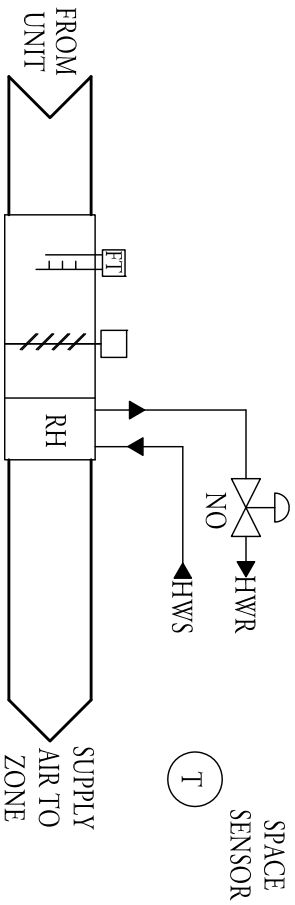 FROM
UNIT
FT
RH
NO
HWR
HWS
T
SPACE
SENSOR
SUPPLY
AIR TO
ZONE